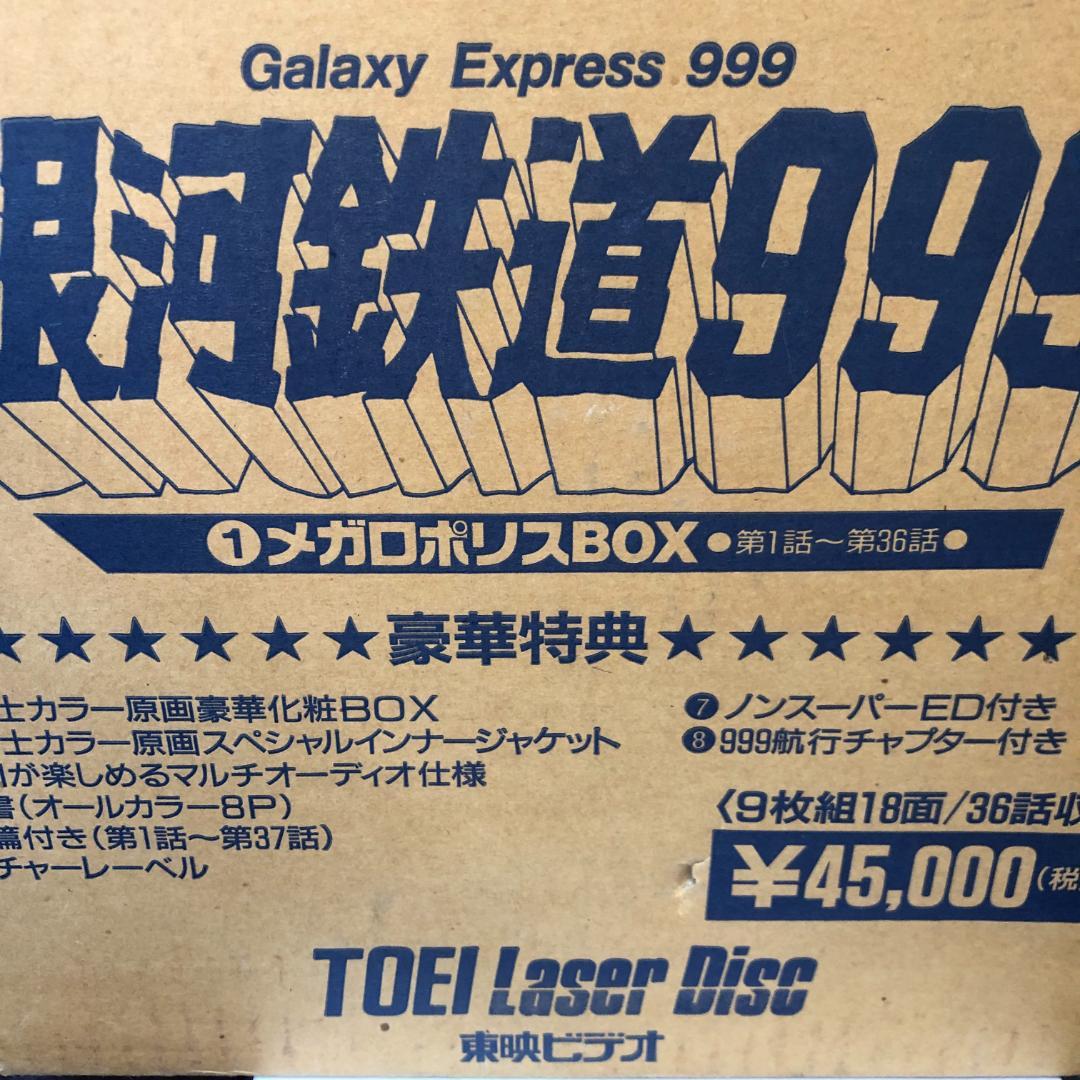 Galaxy Express 999
銀河鉄道999
❶メガロポリスBOX ●第1話〜第36話●
★★★★★★豪華特典★★★★★★
士カラー原画豪華化粧BOX
士カラー原画スペシャルインナージャケット
が楽しめるマルチオーディオ仕様
書(オールカラー8P)
篇付き(第1話〜第37話)
チャーレーベル
❼ノンスーパーED付き
❽999航行チャプター付き
〈9枚組18面/36話収
¥45,000(税
TOEI Laser Disc
東映ビデオ